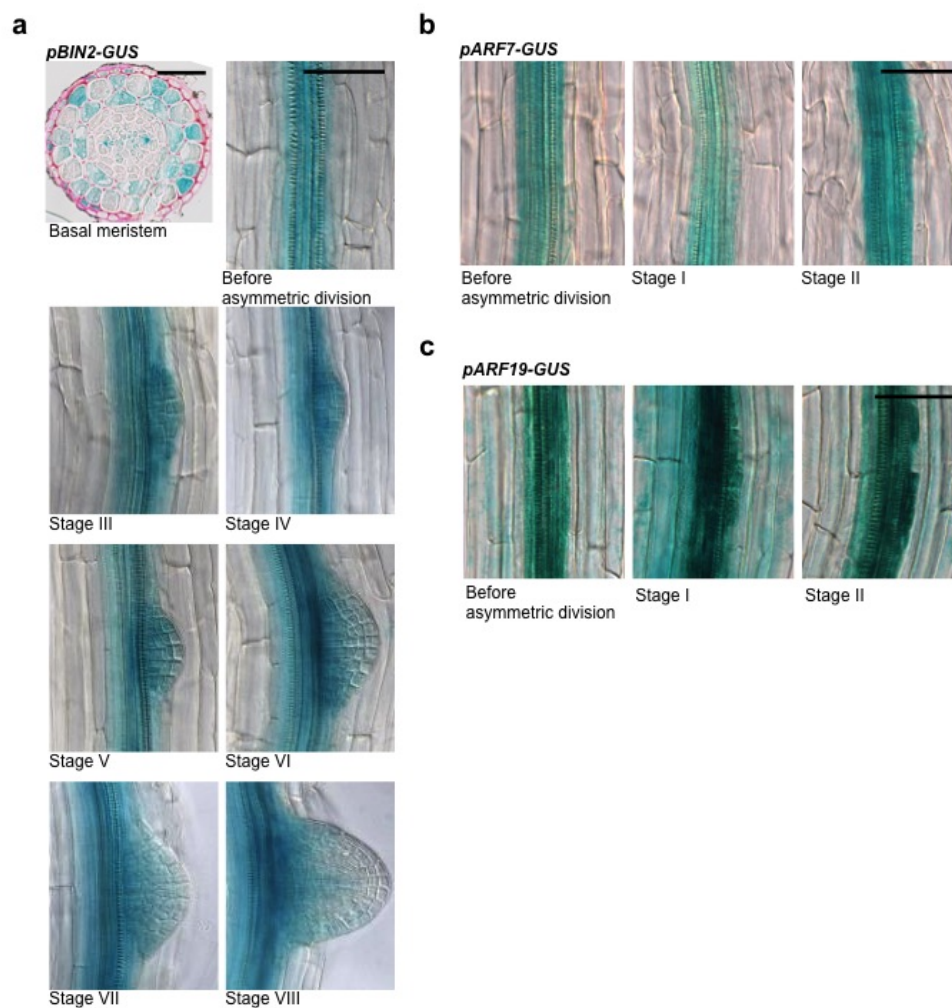 a
pBIN2-GUS
Basal meristem
Before
asymmetric division
Stage III
Stage IV
Stage V
Stage VI
Stage VII
Stage VIII
b
pARF7-GUS
Before
asymmetric division
Stage I
Stage II
c
pARF19-GUS
Before
asymmetric division
Stage I
Stage II